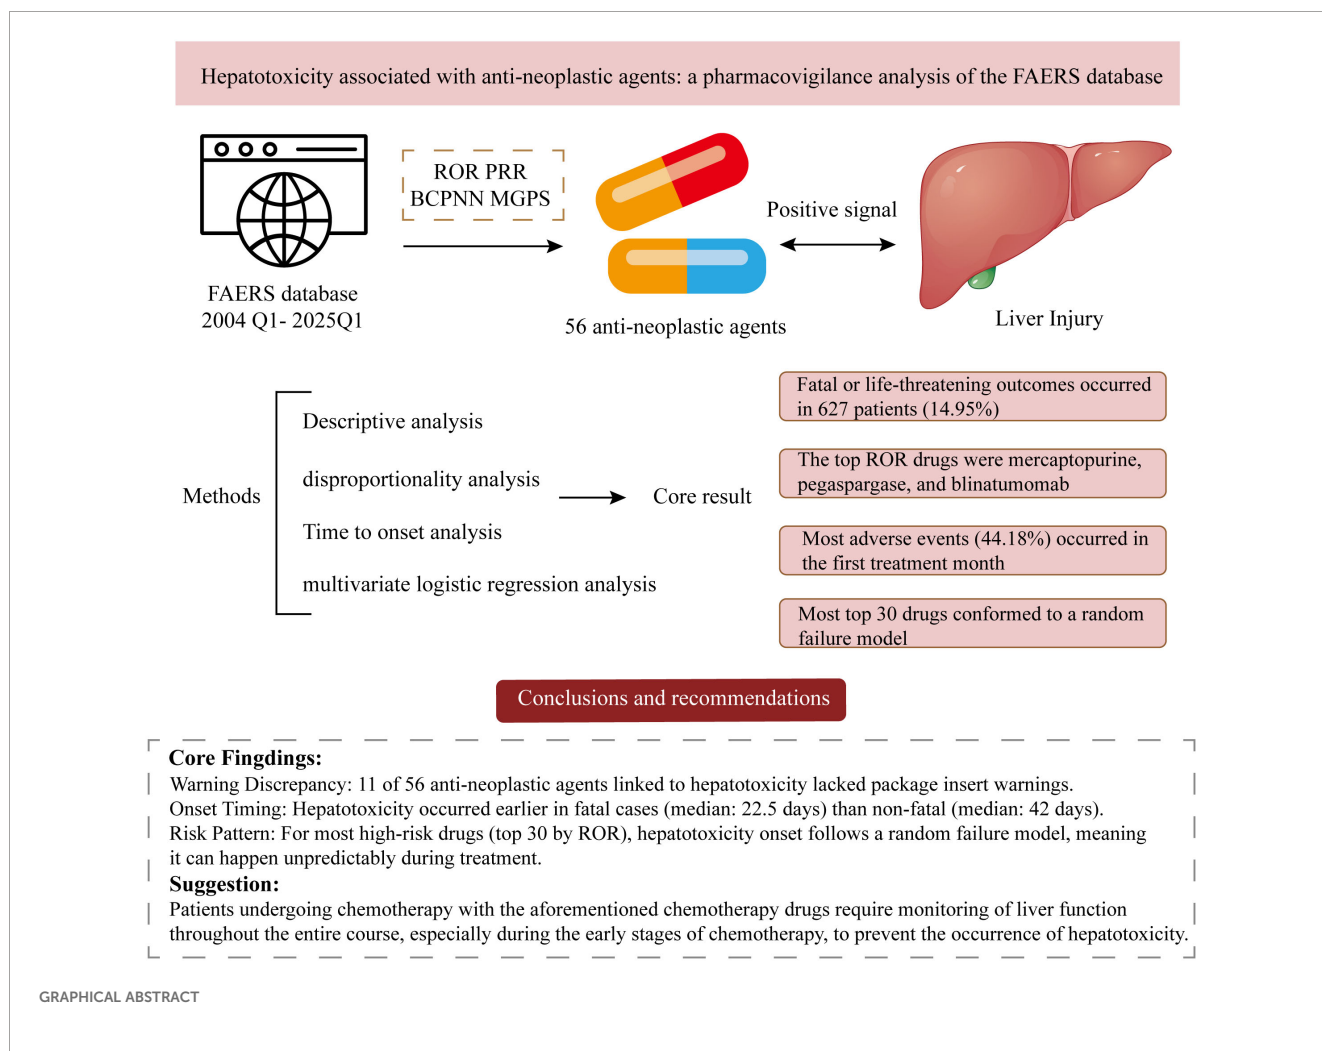 Hepatotoxicity associated with anti-neoplastic agents: a pharmacovigilance analysis of the FAERS database
ROR PRR
BCPNN MGPS
Positive signal
FAERS database
2004 Q1- 2025Q1
56 anti-neoplastic agents
Liver Injury
Methods
Descriptive analysis
disproportionality analysis
Time to onset analysis
multivariate logistic regression analysis
Core result
Fatal or life-threatening outcomes occurred
in 627 patients (14.95%)
The top ROR drugs were mercaptopurine,
pegaspargase, and blinatumomab
Most adverse events (44.18%) occurred in
the first treatment month
Most top 30 drugs conformed to a random
failure model
Conclusions and recommendations
Core Fingdings:
Warning Discrepancy: 11 of 56 anti-neoplastic agents linked to hepatotoxicity lacked package insert warnings.
Onset Timing: Hepatotoxicity occurred earlier in fatal cases (median: 22.5 days) than non-fatal (median: 42 days).
Risk Pattern: For most high-risk drugs (top 30 by ROR), hepatotoxicity onset follows a random failure model, meaning
it can happen unpredictably during treatment.
Suggestion:
Patients undergoing chemotherapy with the aforementioned chemotherapy drugs require monitoring of liver function
throughout the entire course, especially during the early stages of chemotherapy, to prevent the occurrence of hepatotoxicity.
GRAPHICAL ABSTRACT